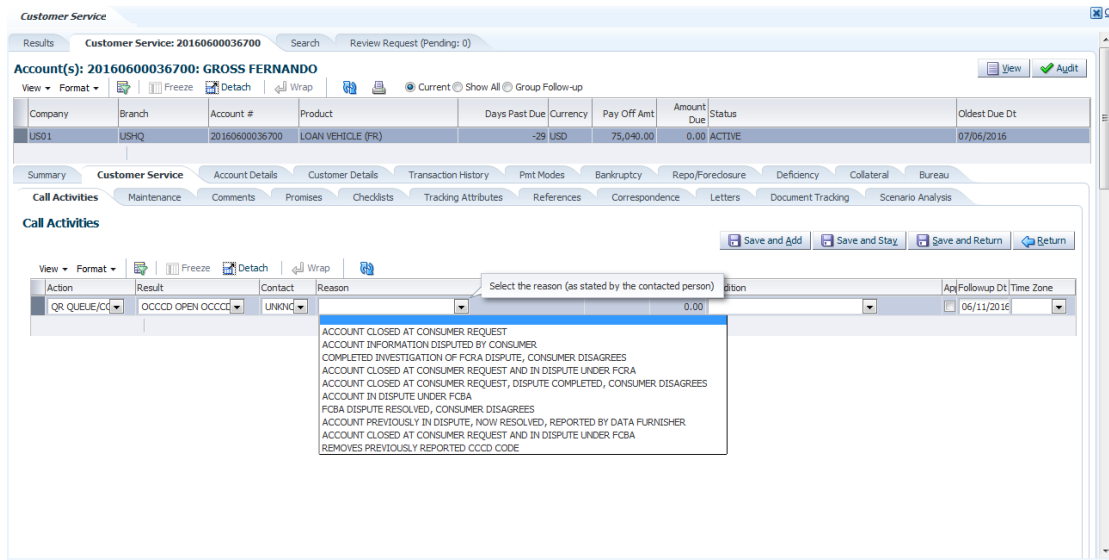 Customer Service
Results Customer Service: 20160600036700 Search Review Request (Pending: 0)
Account(s): 20160600036700: GROSS FERNANDO
View Audit
View Format Freeze Detach Wrap Current Show All Group Follow-up
Company Branch Account # Product Days Past Due Currency Pay Off Amt Amount Due Status Oldest Due Dt
US01 USHQ 20160600036700 LOAN VEHICLE (FR) -29 USD 75,040.00 0.00 ACTIVE 07/06/2016
Summary Customer Service Account Details Customer Details Transaction History Pmt Modes Bankruptcy Repo/Foreclosure Deficiency Collateral Bureau
Call Activities Maintenance Comments Promises Checklists Tracking Attributes References Correspondence Letters Document Tracking Scenario Analysis
Call Activities
Save and Add Save and Stay Save and Return Return
View Format Freeze Detach Wrap
Select the reason (as stated by the contacted person)
Action Result Contact Reason dition Ap Followup Dt Time Zone
QR QUEUE/CC OCCCD OPEN OCCCD UNKNO 0.00 06/11/2016
ACCOUNT CLOSED AT CONSUMER REQUEST
ACCOUNT INFORMATION DISPUTED BY CONSUMER
COMPLETED INVESTIGATION OF FCRA DISPUTE, CONSUMER DISAGREES
ACCOUNT CLOSED AT CONSUMER REQUEST AND IN DISPUTE UNDER FCRA
ACCOUNT CLOSED AT CONSUMER REQUEST, DISPUTE COMPLETED, CONSUMER DISAGREES
ACCOUNT IN DISPUTE UNDER FCBA
FCBA DISPUTE RESOLVED, CONSUMER DISAGREES
ACCOUNT PREVIOUSLY IN DISPUTE, NOW RESOLVED, REPORTED BY DATA FURNISHER
ACCOUNT CLOSED AT CONSUMER REQUEST AND IN DISPUTE UNDER FCBA
REMOVES PREVIOUSLY REPORTED CCCD CODE